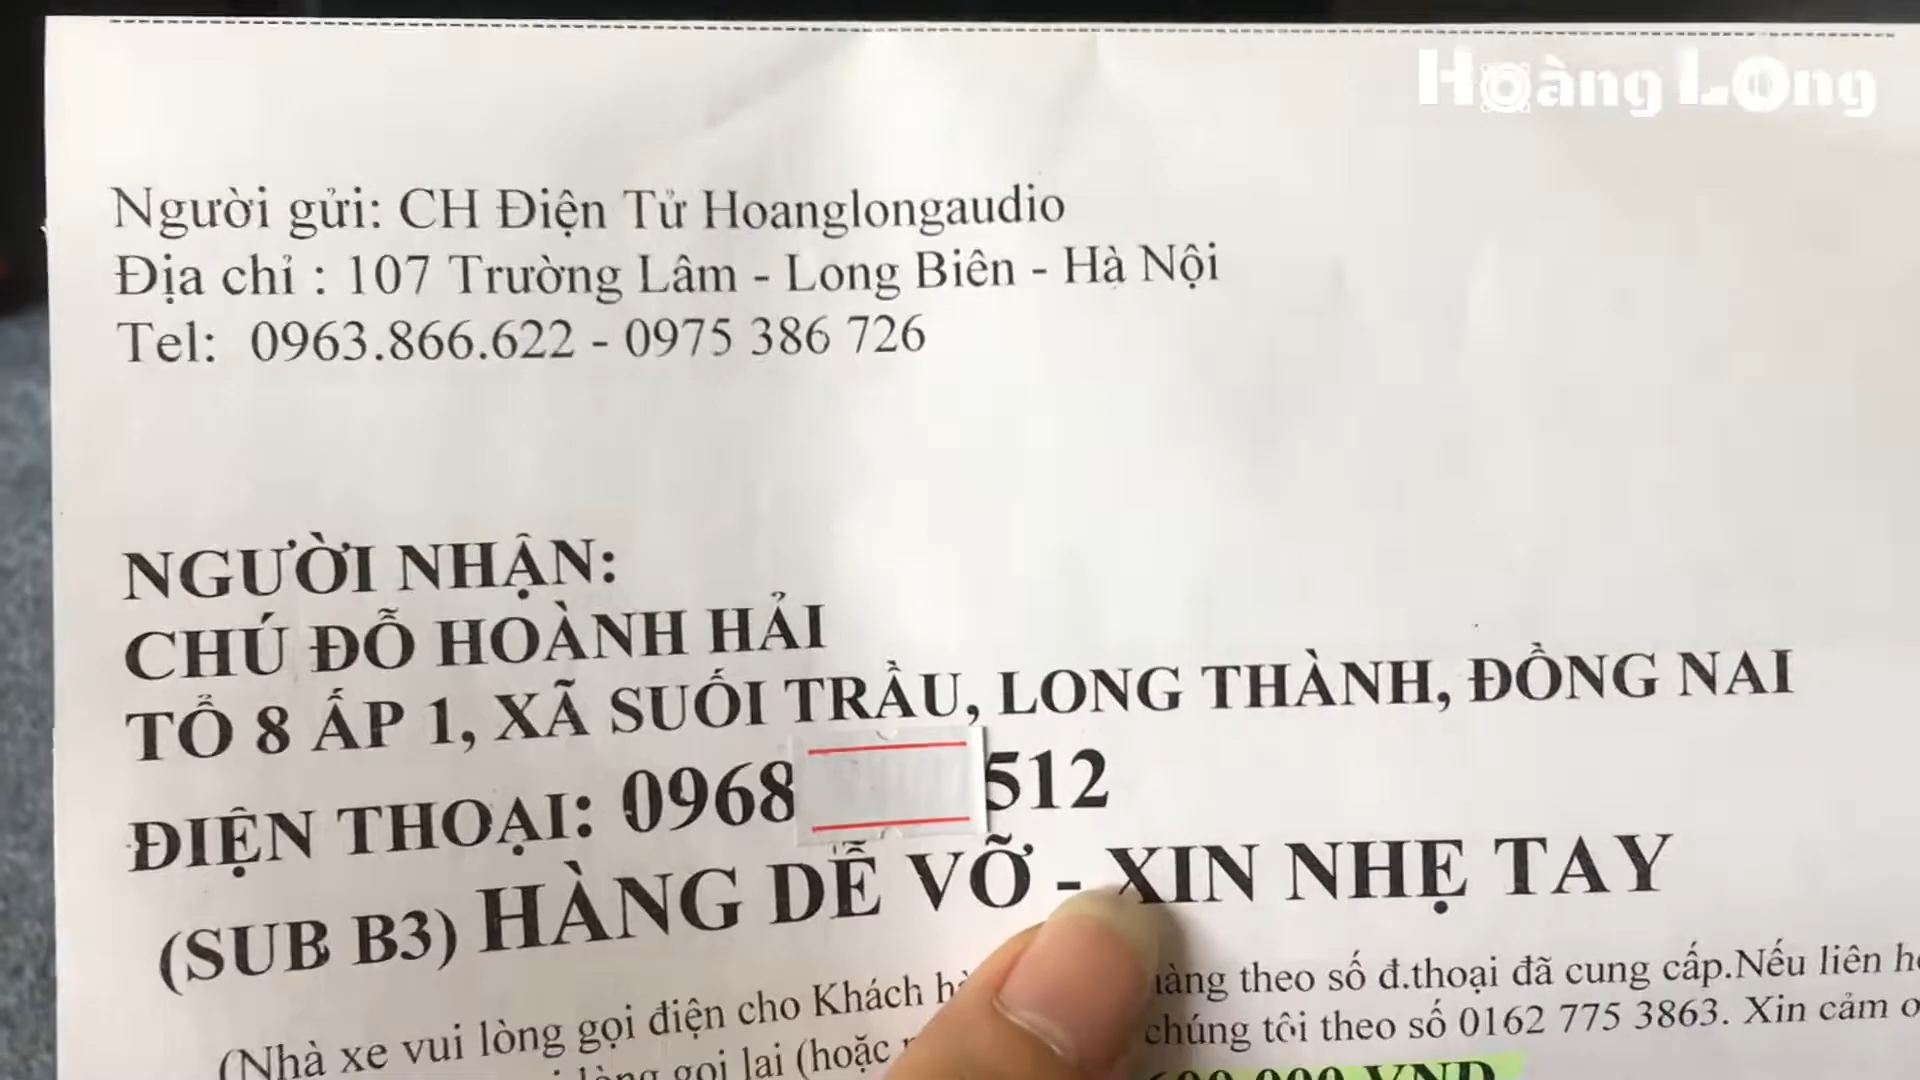 Hoàng Long
Người gửi: CH Điện Tử Hoanglongaudio
Địa chỉ : 107 Trường Lâm - Long Biên - Hà Nội
Tel: 0963.866.622 - 0975 386 726
NGƯỜI NHẬN:
CHÚ ĐỖ HOÀNH HẢI
TỔ 8 ẤP 1, XÃ SUỐI TRẦU, LONG THÀNH, ĐỒNG NAI
ĐIỆN THOẠI: 0968 512
(SUB B3) HÀNG DỄ VỠ - XIN NHẸ TAY
(Nhà xe vui lòng gọi điện cho Khách hàng theo số đ.thoại đã cung cấp.Nếu liên
gọi lại (hoặc chúng tôi theo số 0162 775 3863. Xin cảm
VND